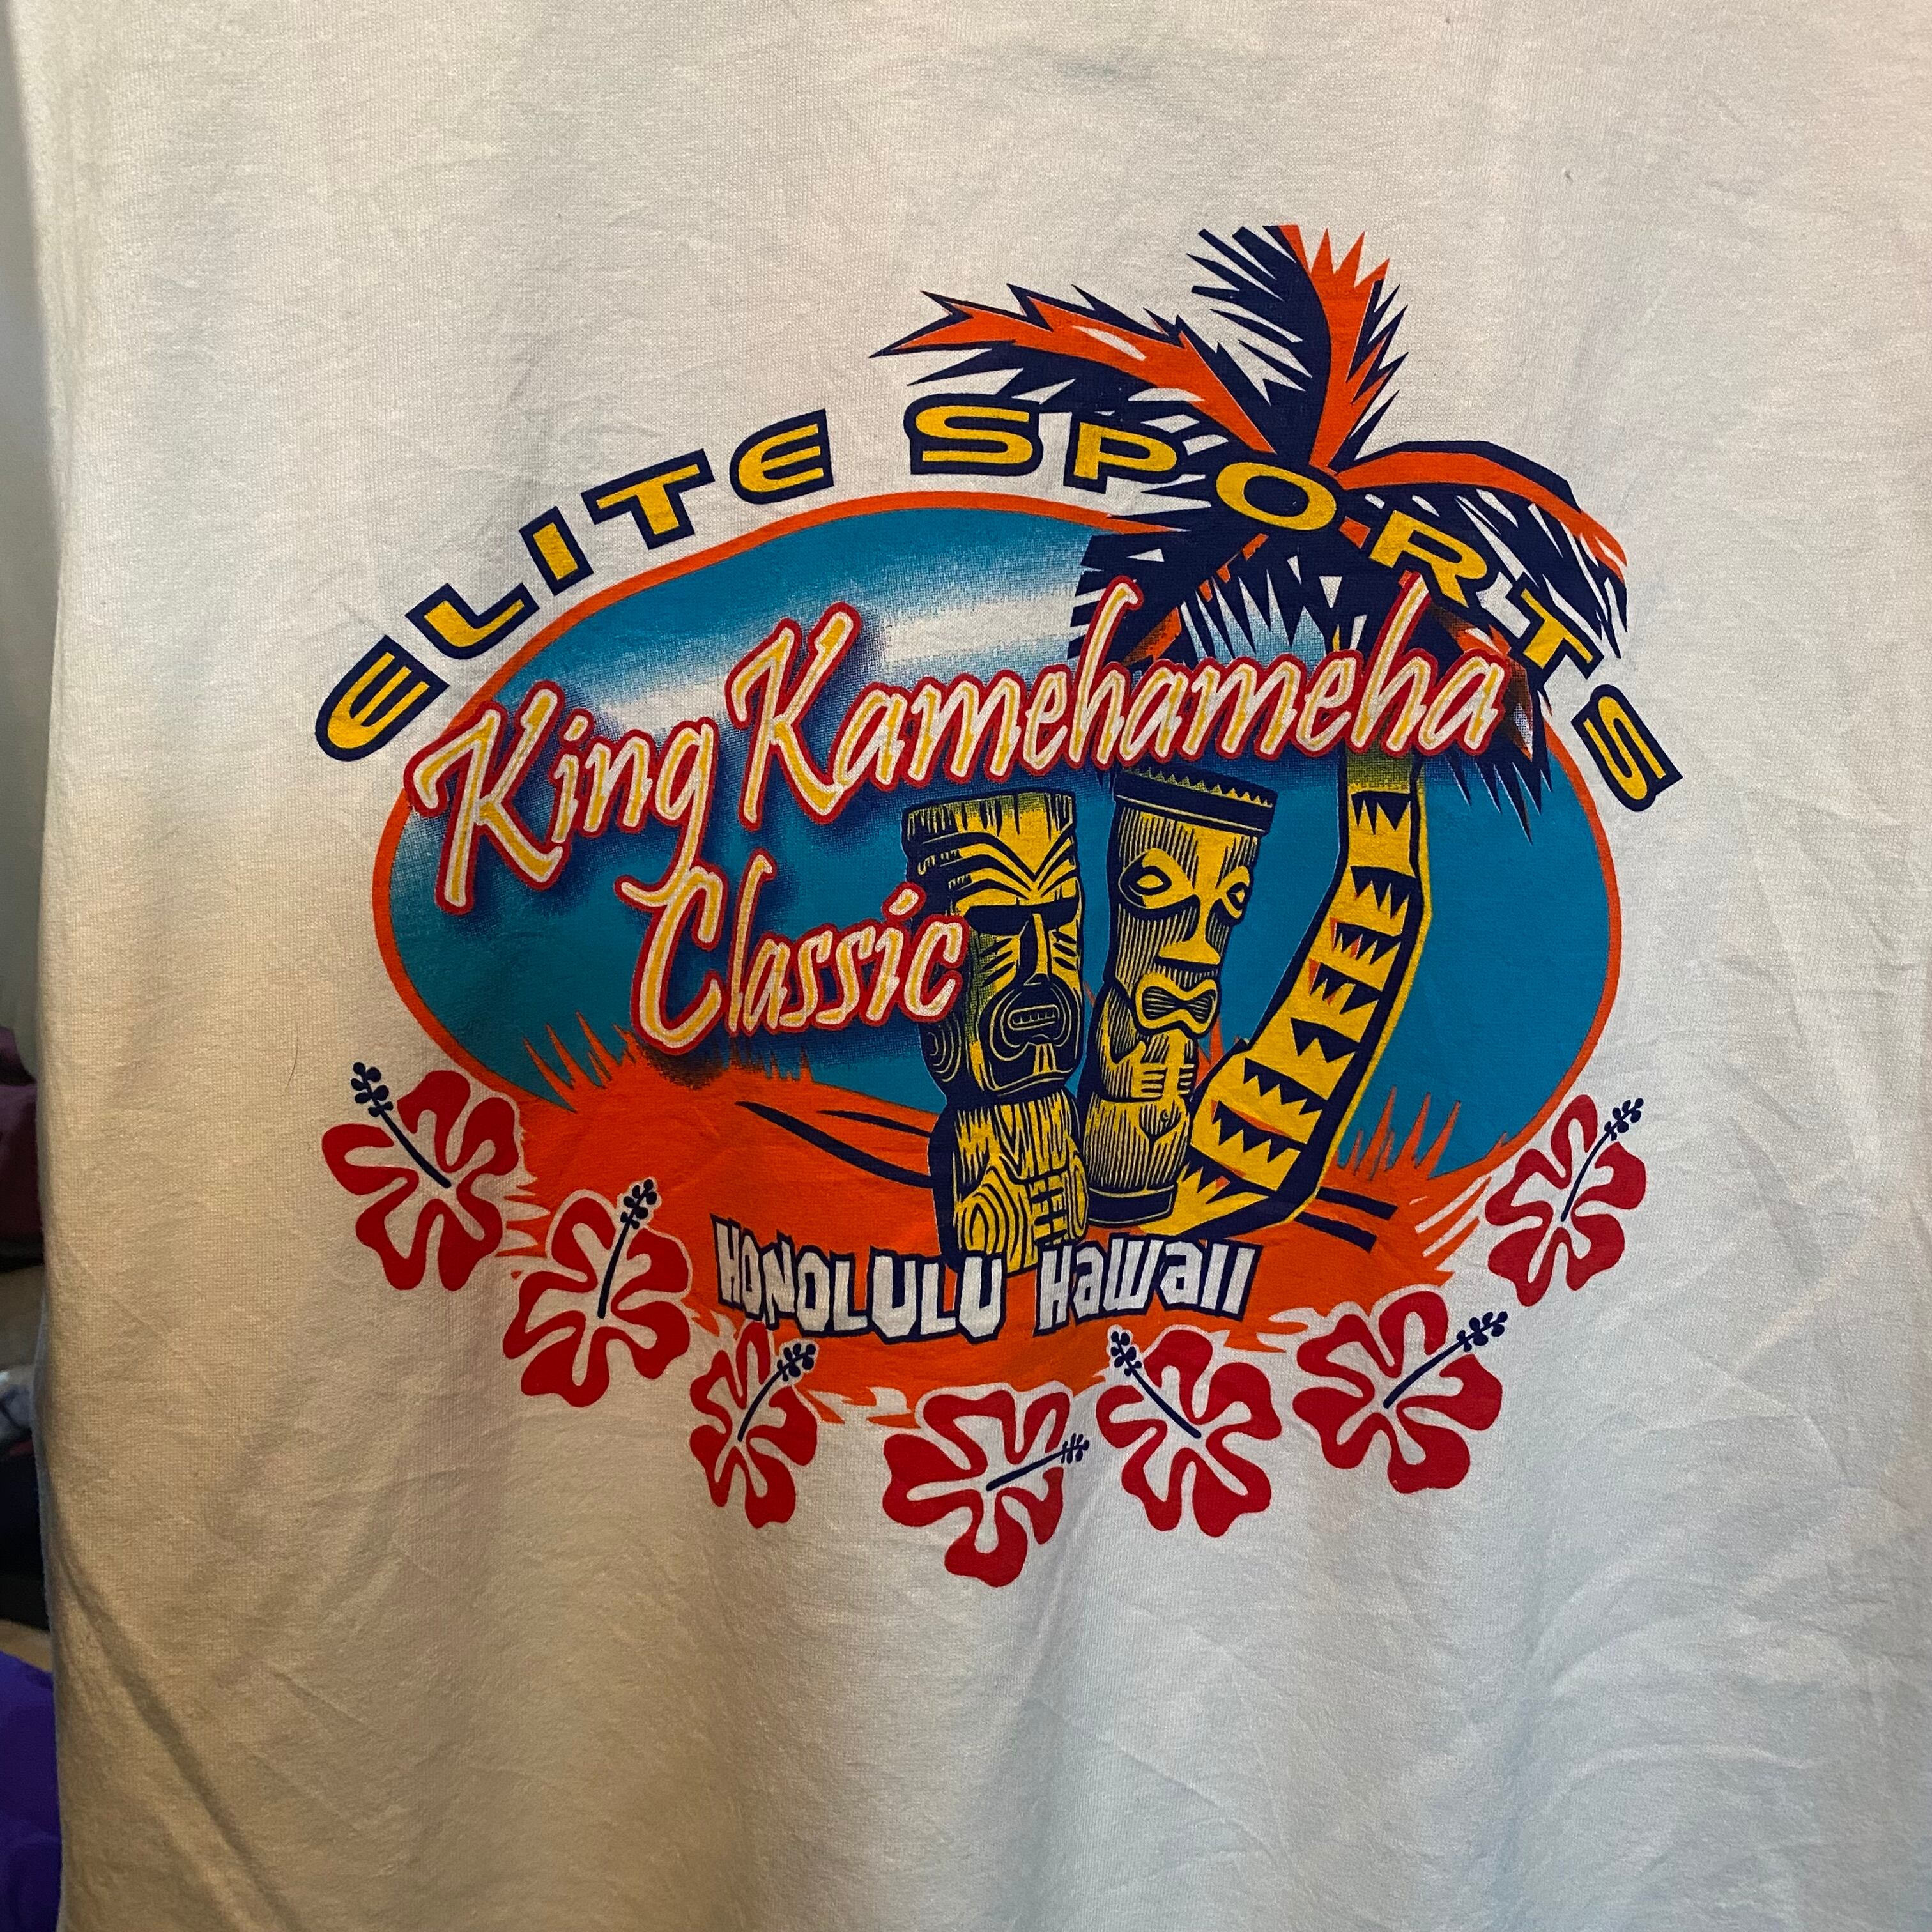 ELITE SPORTS
King Kamehameha
Classic
HONOLULU HaWaII